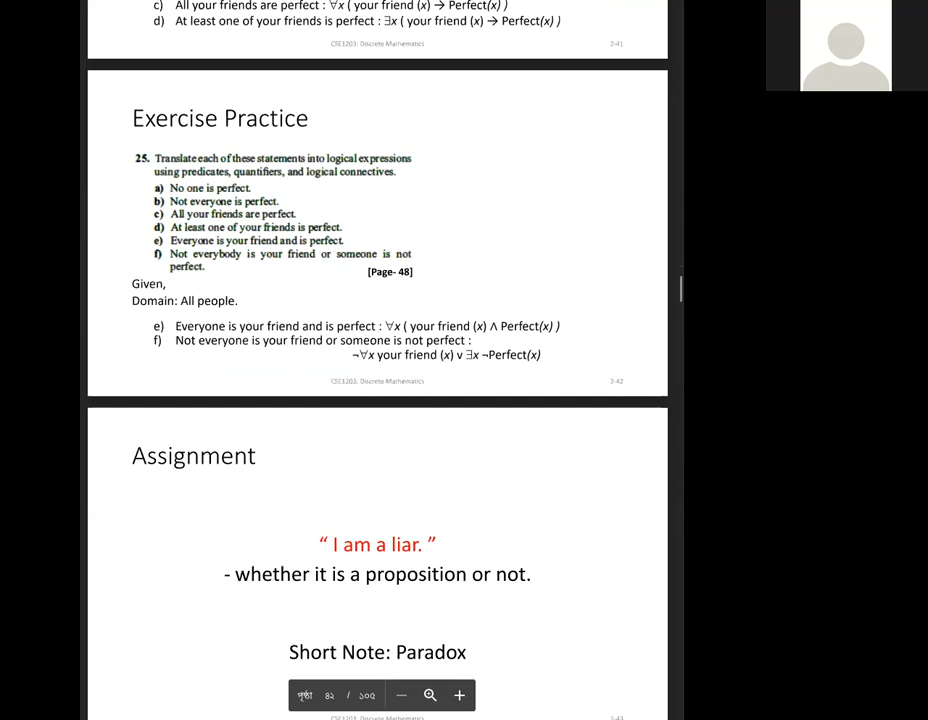 c) All your friends are perfect : ∀x ( your friend (x) → Perfect(x) )
d) At least one of your friends is perfect : ∃x ( your friend (x) → Perfect(x) )
CSE1203: Discrete Mathematics 2-41
Exercise Practice
25. Translate each of these statements into logical expressions
using predicates, quantifiers, and logical connectives.
a) No one is perfect.
b) Not everyone is perfect.
c) All your friends are perfect.
d) At least one of your friends is perfect.
e) Everyone is your friend and is perfect.
f) Not everybody is your friend or someone is not
perfect.
[Page- 48]
Given,
Domain: All people.
e) Everyone is your friend and is perfect : ∀x ( your friend (x) ∧ Perfect(x) )
f) Not everyone is your friend or someone is not perfect :
¬∀x your friend (x) v ∃x ¬Perfect(x)
CSE1203: Discrete Mathematics 2-42
Assignment
“ I am a liar. ”
- whether it is a proposition or not.
Short Note: Paradox
পৃষ্ঠা ৪২ / ১০৫
CSE1203: Discrete Mathematics 2-43